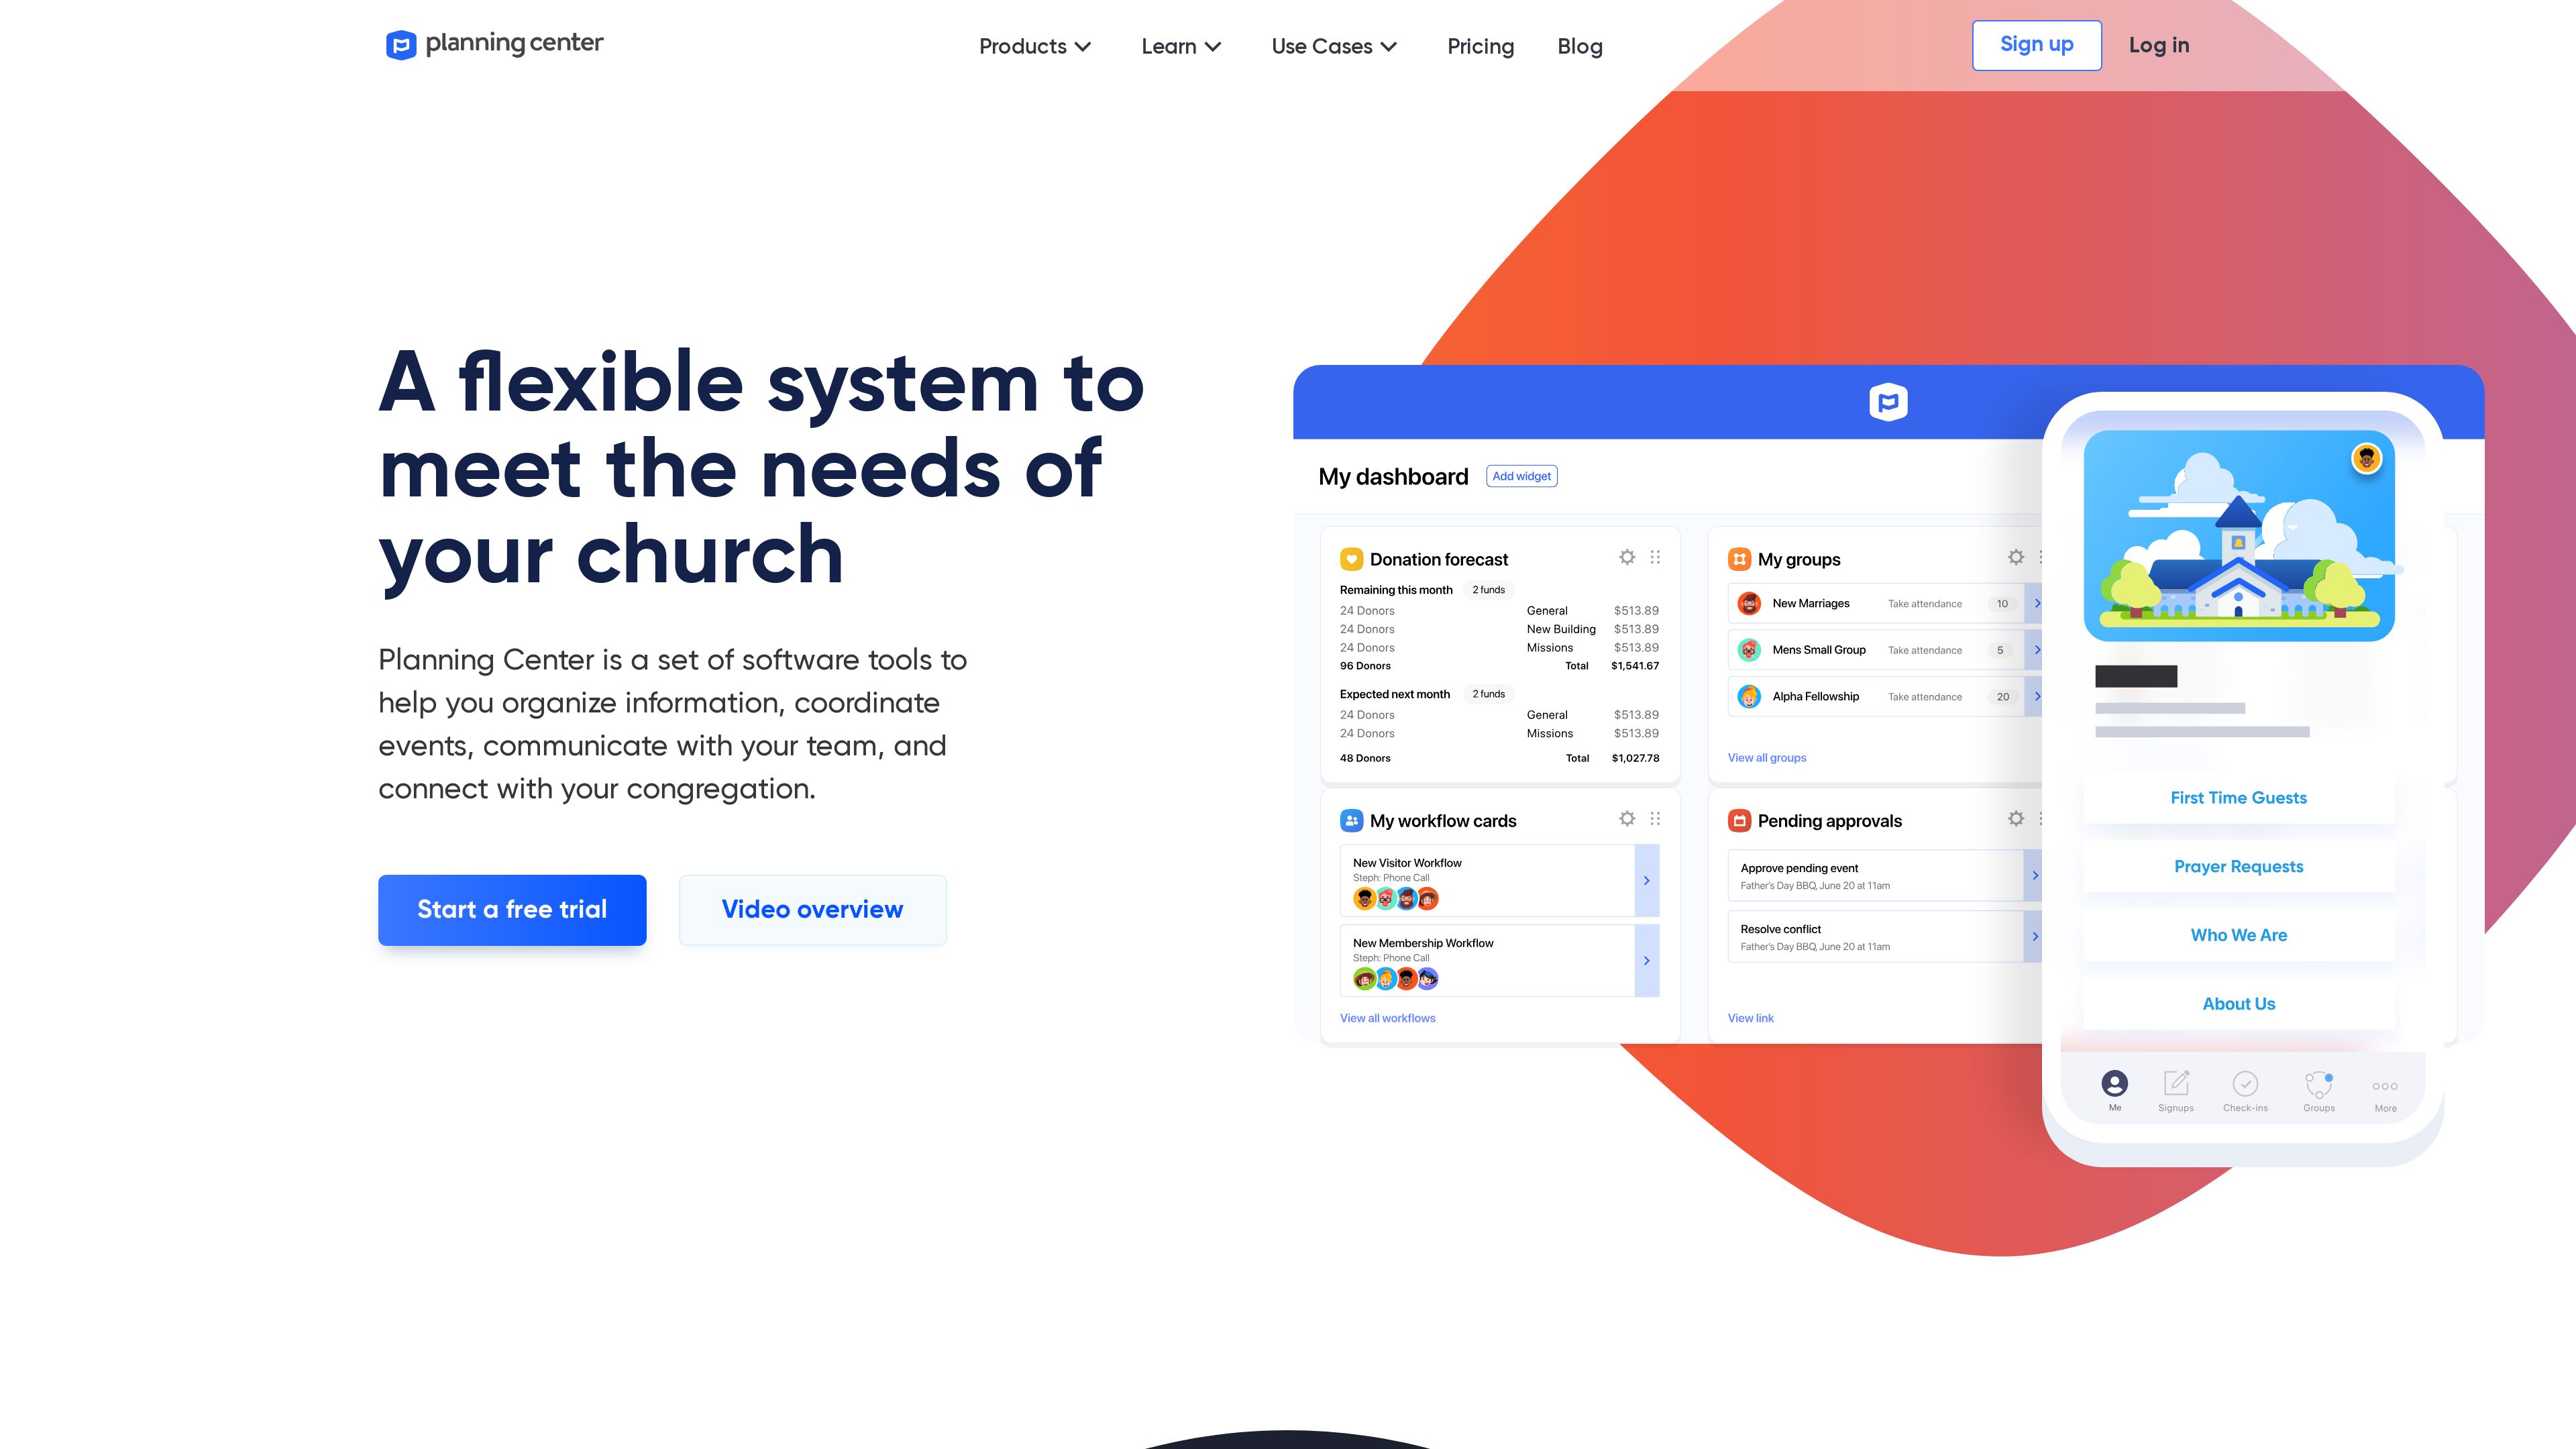 planning center
Products
Learn
Use Cases
Pricing
Blog
Sign up
Log in
A flexible system to
meet the needs of
your church
Planning Center is a set of software tools to
help you organize information, coordinate
events, communicate with your team, and
connect with your congregation.
Start a free trial
Video overview
My dashboard
Add widget
Donation forecast
Remaining this month 2 funds
24 Donors General $513.89
24 Donors New Building $513.89
24 Donors Missions $513.89
96 Donors Total $1,541.67
Expected next month 2 funds
24 Donors General $513.89
24 Donors Missions $513.89
48 Donors Total $1,027.78
My groups
New Marriages Take attendance 10
Mens Small Group Take attendance 5
Alpha Fellowship Take attendance 20
View all groups
My workflow cards
New Visitor Workflow
Steph: Phone Call
New Membership Workflow
Steph: Phone Call
View all workflows
Pending approvals
Approve pending event
Father's Day BBQ, June 20 at 11am
Resolve conflict
Father's Day BBQ, June 20 at 11am
View link
First Time Guests
Prayer Requests
Who We Are
About Us
Me
Signups
Check-ins
Groups
More